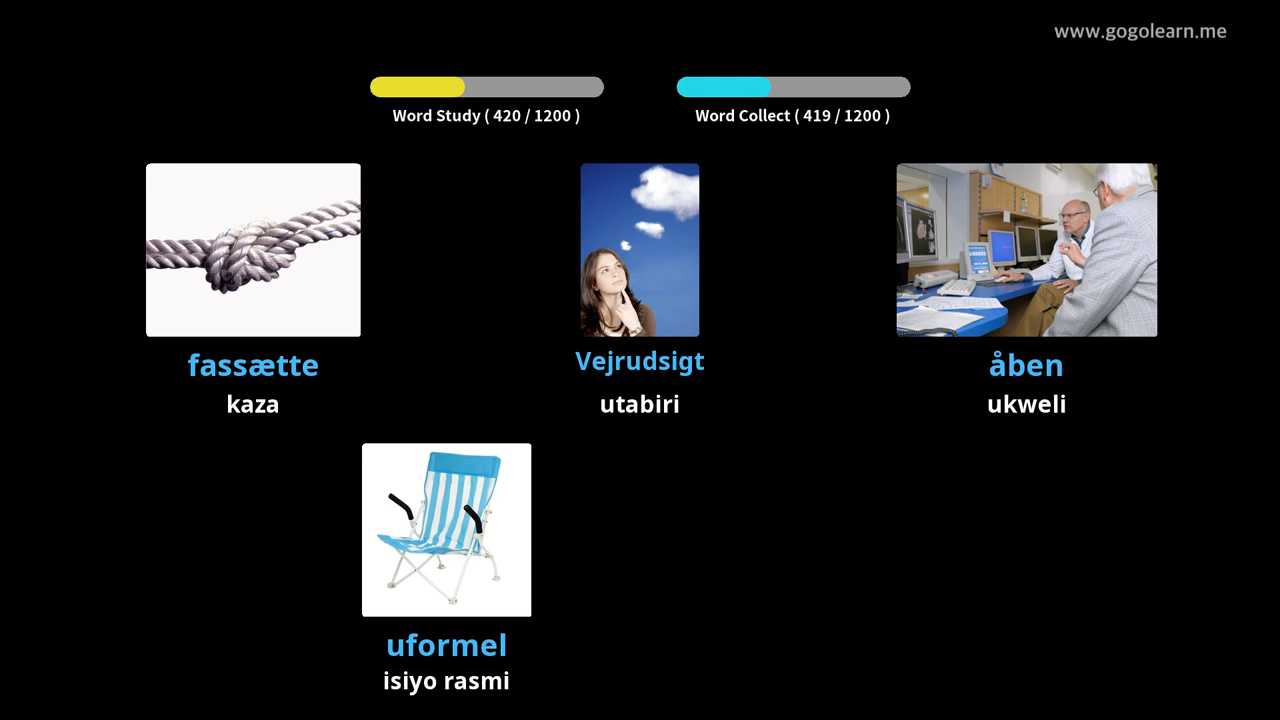 www.gogolearn.me
Word Study ( 420 / 1200 )
Word Collect ( 419 / 1200 )
fassætte
kaza
Vejrudsigt
utabiri
åben
ukweli
uformel
isiyo rasmi